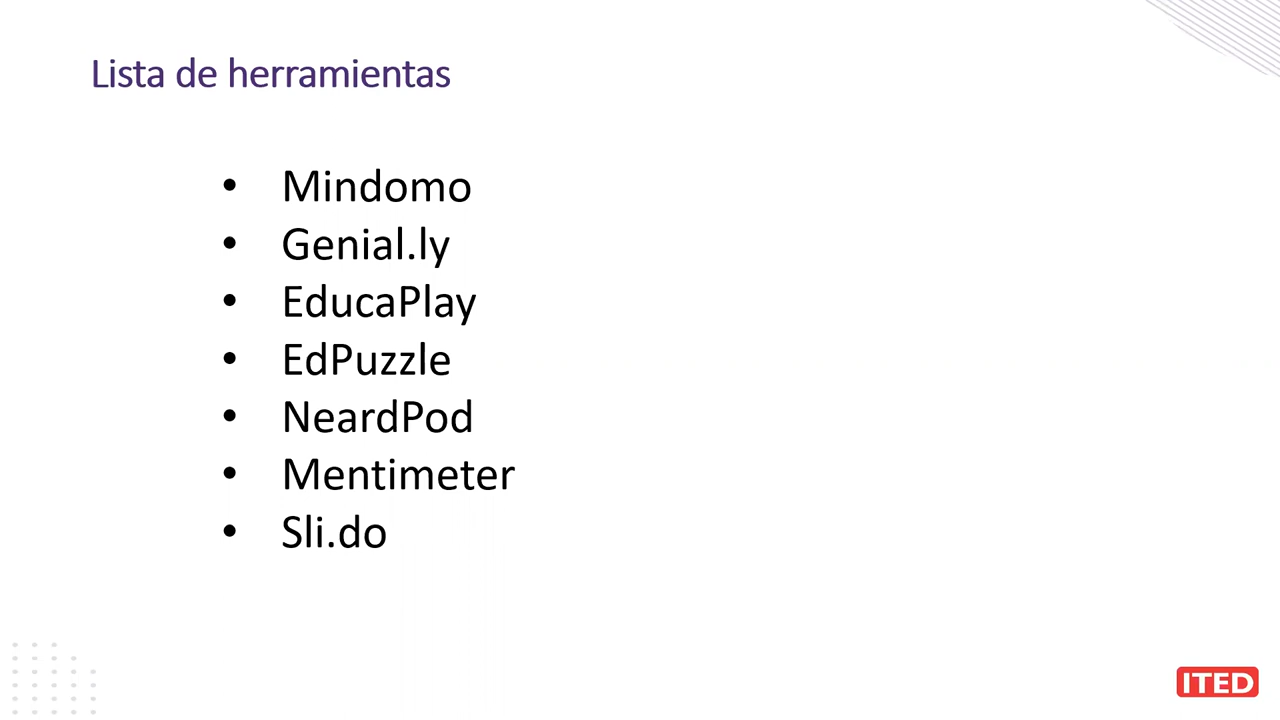 Lista de herramientas
• Mindomo
• Genial.ly
• EducaPlay
• EdPuzzle
• NeardPod
• Mentimeter
• Sli.do
ITED